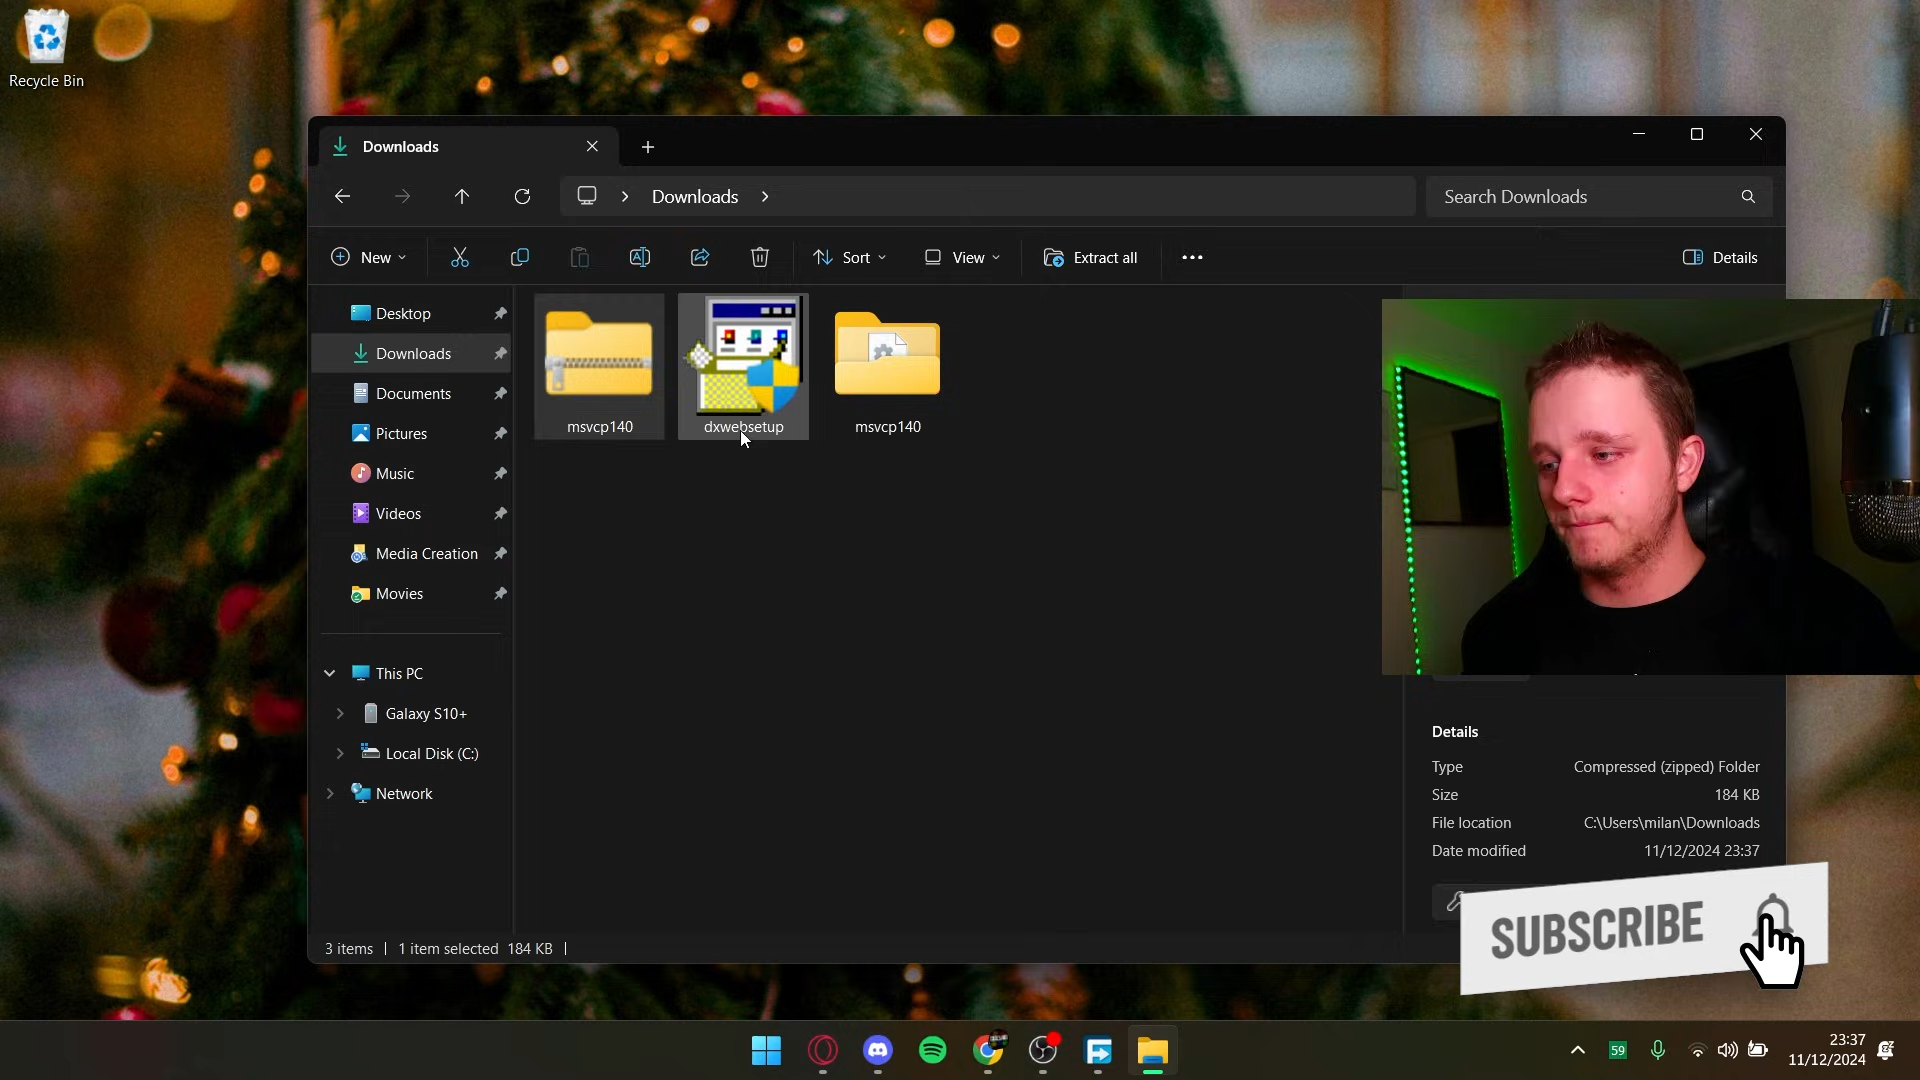 Recycle Bin
Downloads
Downloads
Search Downloads
New
Sort
View
Extract all
Details
Desktop
Downloads
Documents
Pictures
Music
Videos
Media Creation
Movies
This PC
Galaxy S10+
Local Disk (C:)
Network
msvcp140
dxwebsetup
msvcp140
Details
Type Compressed (zipped) Folder
Size 184 KB
File location C:\Users\milan\Downloads
Date modified 11/12/2024 23:37
SUBSCRIBE
3 items 1 item selected 184 KB
59
23:37
11/12/2024